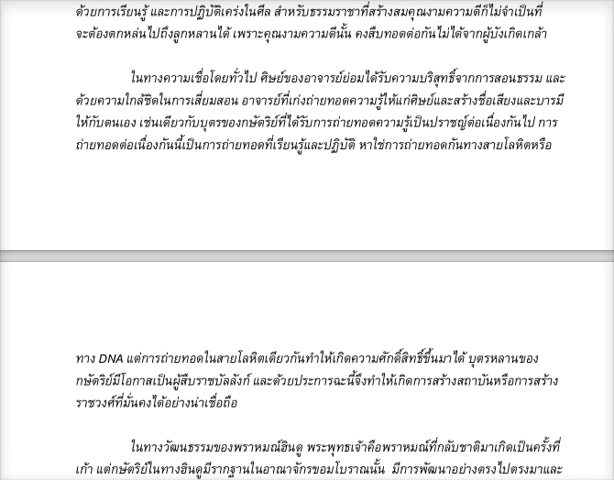 ด้วยการเรียนรู้ และการปฏิบัติเคร่งในศีล สำหรับธรรมราชาที่สร้างสมคุณงามความดีก็ไม่จำเป็นที่
จะต้องตกหล่นไปถึงลูกหลานได้ เพราะคุณงามความดีนั้น คงสืบทอดต่อกันไม่ได้จากผู้บังเกิดเกล้า
ในทางความเชื่อโดยทั่วไป ศิษย์ของอาจารย์ย่อมได้รับความบริสุทธิ์จากการสอนธรรม และ
ด้วยความใกล้ชิดในการเสี่ยมสอน อาจารย์ที่เก่งถ่ายทอดความรู้ให้แก่ศิษย์และสร้างชื่อเสียงและบารมี
ให้กับตนเอง เช่นเดียวกับบุตรของกษัตริย์ที่ได้รับการถ่ายทอดความรู้เป็นปราชญ์ต่อเนื่องกันไป การ
ถ่ายทอดต่อเนื่องกันนี้เป็นการถ่ายทอดที่เรียนรู้และปฏิบัติ หาใช่การถ่ายทอดกันทางสายโลหิตหรือ
ทาง DNA แต่การถ่ายทอดในสายโลหิตเดียวกันทำให้เกิดความศักดิ์สิทธิ์ขึ้นมาได้ บุตรหลานของ
กษัตริย์มีโอกาสเป็นผู้สืบราชบัลลังก์ และด้วยประการฉะนี้จึงทำให้เกิดการสร้างสถาบันหรือการสร้าง
ราชวงศ์ที่มั่นคงได้อย่างน่าเชื่อถือ
ในทางวัฒนธรรมของพราหมณ์ฮินดู พระพุทธเจ้าคือพราหมณ์ที่กลับชาติมาเกิดเป็นครั้งที่
เก้า แต่กษัตริย์ในทางฮินดูมีรากฐานในอาณาจักรขอมโบราณนั้น มีการพัฒนาอย่างตรงไปตรงมาและ